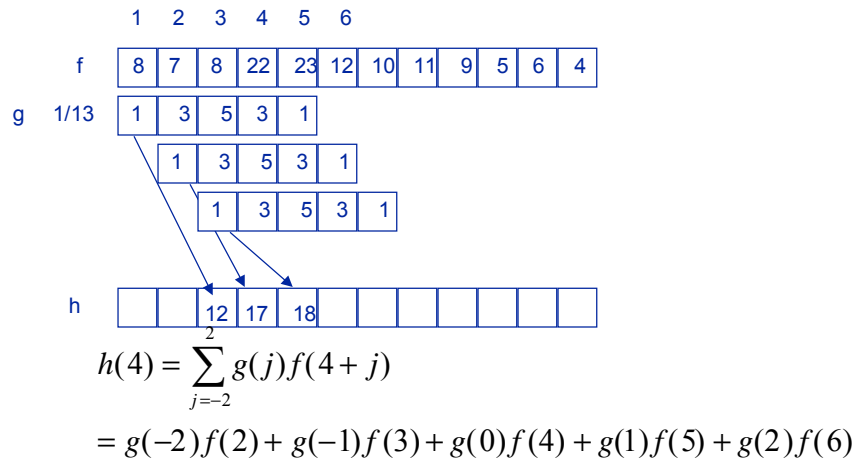 1 2 3 4 5 6
f 8 7 8 22 23 12 10 11 9 5 6 4
g 1/13 1 3 5 3 1
1 3 5 3 1
1 3 5 3 1
h 12 17 18
h(4) = \sum_{j=-2}^{2} g(j) f(4 + j)
= g(−2) f(2) + g(−1) f(3) + g(0) f(4) + g(1) f(5) + g(2) f(6)